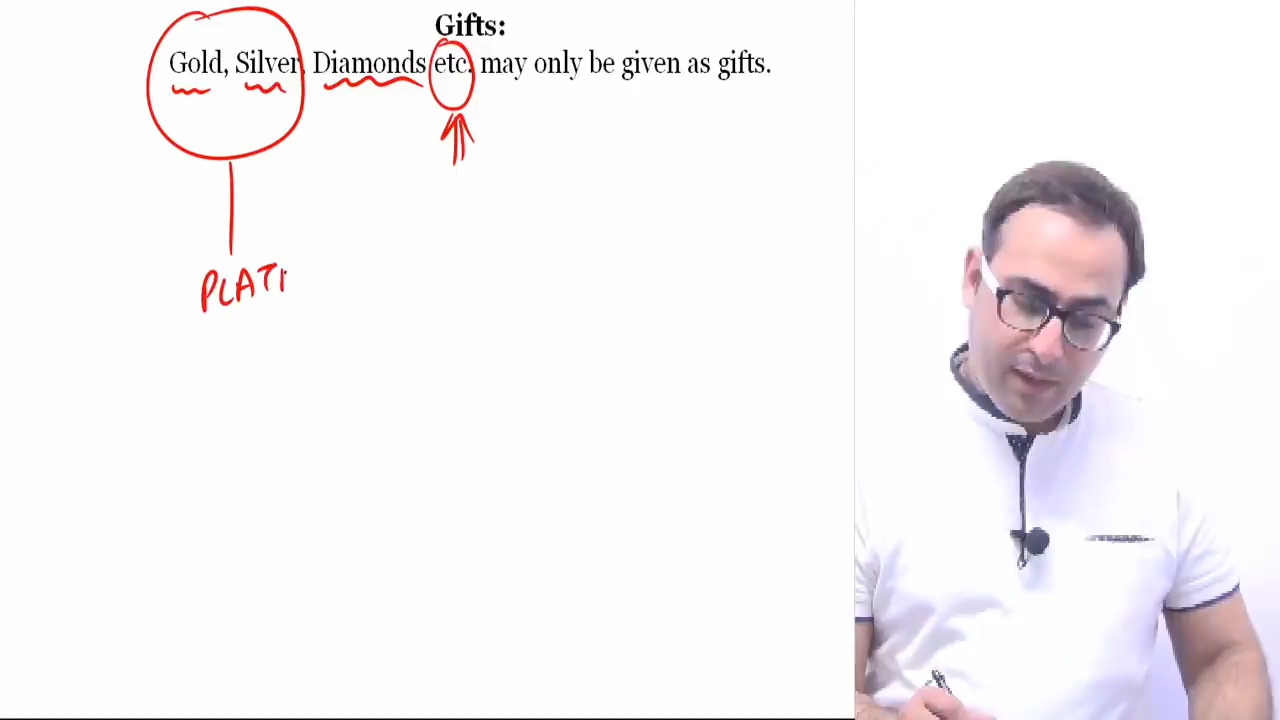 Gifts:
Gold, Silver, Diamonds etc. may only be given as gifts.
PLATI